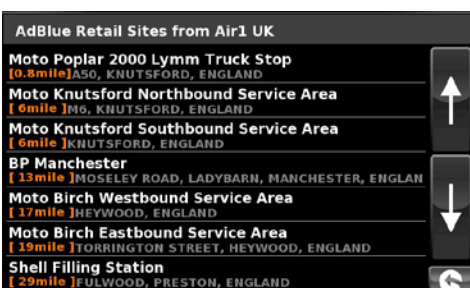 AdBlue Retail Sites from Air1 UK
Moto Poplar 2000 Lymm Truck Stop
[0.8mile]A50, KNUTSFORD, ENGLAND
Moto Knutsford Northbound Service Area
[ 6mile ]M6, KNUTSFORD, ENGLAND
Moto Knutsford Southbound Service Area
[ 6mile ]KNUTSFORD, ENGLAND
BP Manchester
[ 13mile ]MOSELEY ROAD, LADYBARN, MANCHESTER, ENGLAN
Moto Birch Westbound Service Area
[ 17mile ]HEYWOOD, ENGLAND
Moto Birch Eastbound Service Area
[ 19mile ]TORRINGTON STREET, HEYWOOD, ENGLAND
Shell Filling Station
[ 29mile ]FULWOOD, PRESTON, ENGLAND